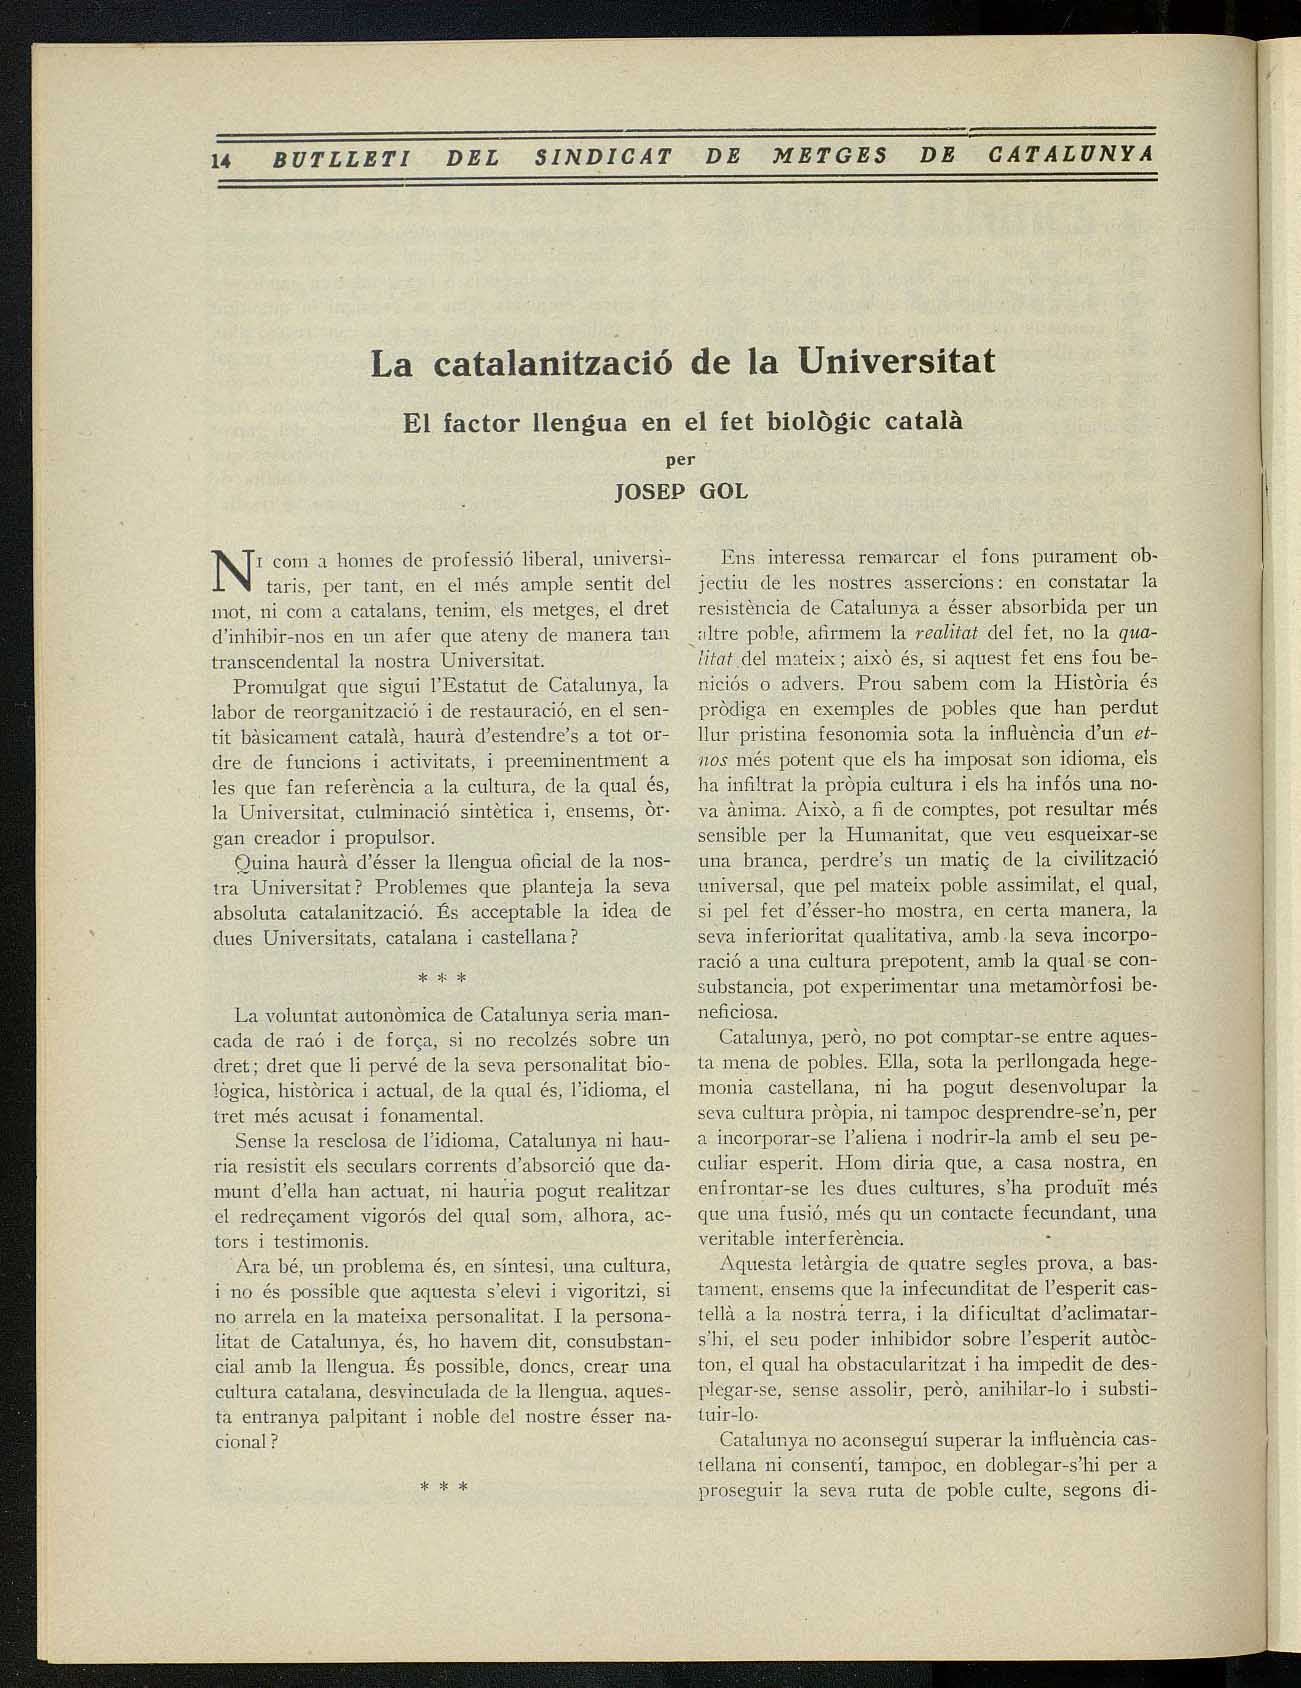 14 BUTLLETI DEL SINDICAT DE METGES DE CATALUNYA
La catalanització de la Universitat
El factor llengua en el fet biològic català
per
JOSEP GOL
NI com a homes de professió liberal, universi-
taris, per tant, en el més ample sentit del
mot, ni com a catalans, tenim, els metges, el dret
d'inhibir-nos en un afer que ateny de manera tan
transcendental la nostra Universitat.
Promulgat que sigui l'Estatut de Catalunya, la
labor de reorganització i de restauració, en el sen-
tit bàsicament català, haurà d'estendre's a tot or-
dre de funcions i activitats, i preeminentment a
les que fan referència a la cultura, de la qual és,
la Universitat, culminació sintètica i, ensems, òr-
gan creador i propulsor.
Quina haurà d'ésser la llengua oficial de la nos-
tra Universitat? Problemes que planteja la seva
absoluta catalanització. És acceptable la idea de
dues Universitats, catalana i castellana?
* * *
La voluntat autonòmica de Catalunya seria man-
cada de raó i de força, si no recolzés sobre un
dret; dret que li pervé de la seva personalitat bio-
lògica, històrica i actual, de la qual és, l'idioma, el
tret més acusat i fonamental.
Sense la resclosa de l'idioma, Catalunya ni hau-
ria resistit els seculars corrents d'absorció que da-
munt d'ella han actuat, ni hauria pogut realitzar
el redreçament vigorós del qual som, alhora, ac-
tors i testimonis.
Ara bé, un problema és, en síntesi, una cultura,
i no és possible que aquesta s'elevi i vigoritzi, si
no arrela en la mateixa personalitat. I la persona-
litat de Catalunya, és, ho havem dit, consubstan-
cial amb la llengua. És possible, doncs, crear una
cultura catalana, desvinculada de la llengua, aques-
ta entranya palpitant i noble del nostre ésser na-
cional?
* * *
Ens interessa remarcar el fons purament ob-
jectiu de les nostres assercions: en constatar la
resistència de Catalunya a ésser absorbida per un
altre poble, afirmem la realitat del fet, no la qua-
litat del mateix; això és, si aquest fet ens fou be-
niciós o advers. Prou sabem com la Història és
pròdiga en exemples de pobles que han perdut
llur pristina fesonomia sota la influència d'un et-
nos més potent que els ha imposat son idioma, els
ha infiltrat la pròpia cultura i els ha infós una no-
va ànima. Això, a fi de comptes, pot resultar més
sensible per la Humanitat, que veu esqueixar-se
una branca, perdre's un matiç de la civilització
universal, que pel mateix poble assimilat, el qual,
si pel fet d'ésser-ho mostra, en certa manera, la
seva inferioritat qualitativa, amb la seva incorpo-
ració a una cultura prepotent, amb la qual se con-
substancia, pot experimentar una metamòrfosi be-
neficiosa.
Catalunya, però, no pot comptar-se entre aques-
ta mena de pobles. Ella, sota la perllongada hege-
monia castellana, ni ha pogut desenvolupar la
seva cultura pròpia, ni tampoc desprendre-se'n, per
a incorporar-se l'aliena i nodrir-la amb el seu pe-
culiar esperit. Hom diria que, a casa nostra, en
enfrontar-se les dues cultures, s'ha produït més
que una fusió, més qu un contacte fecundant, una
veritable interferència.
Aquesta letàrgia de quatre segles prova, a bas-
tament, ensems que la infecunditat de l'esperit cas-
tellà a la nostra terra, i la dificultat d'aclimatar-
s'hi, el seu poder inhibidor sobre l'esperit autòc-
ton, el qual ha obstacularitzat i ha impedit de des-
plegar-se, sense assolir, però, anihilar-lo i substi-
tuir-lo.
Catalunya no aconseguí superar la influència cas-
tellana ni consentí, tampoc, en doblegar-s'hi per a
proseguir la seva ruta de poble culte, segons di-